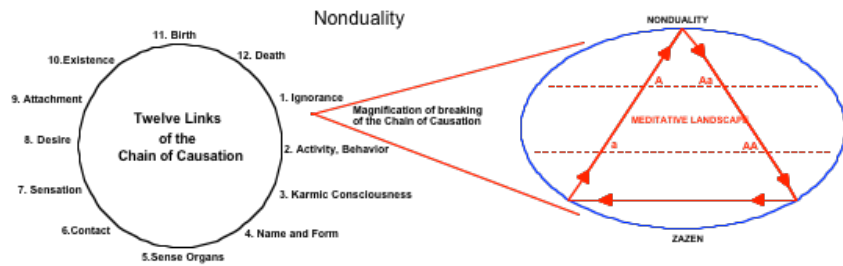 Nonduality
11. Birth
12. Death
10.Existence
1. Ignorance
9. Attachment
Twelve Links
of the
Chain of Causation
8. Desire
2. Activity, Behavior
7. Sensation
3. Karmic Consciousness
6.Contact
4. Name and Form
5.Sense Organs
Magnification of breaking
of the Chain of Causation
NONDUALITY
A
Aa
MEDITATIVE LANDSCAPE
a
AA
ZAZEN